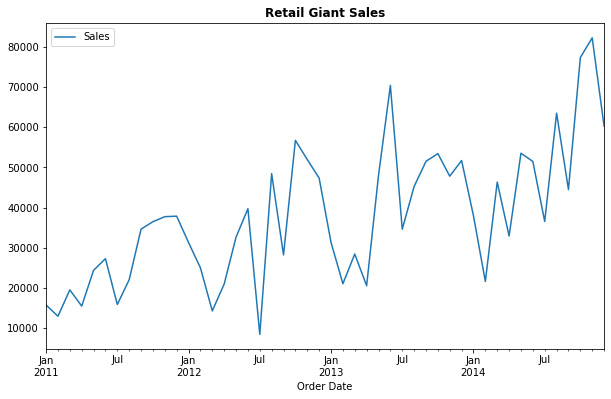 Retail Giant Sales
Sales
80000
70000
60000
50000
40000
30000
20000
10000
Jan Jul Jan Jul Jan Jul Jan Jul
2011 2012 2013 2014
Order Date